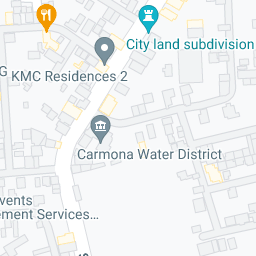 City land subdivision
KMC Residences 2
Carmona Water District
vents
ement Services...